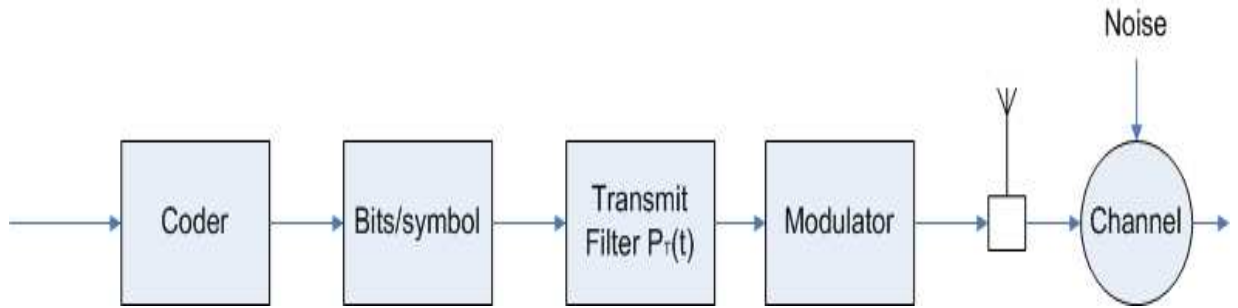 Noise
Coder
Bits/symbol
Transmit
Filter PT(t)
Modulator
Channel